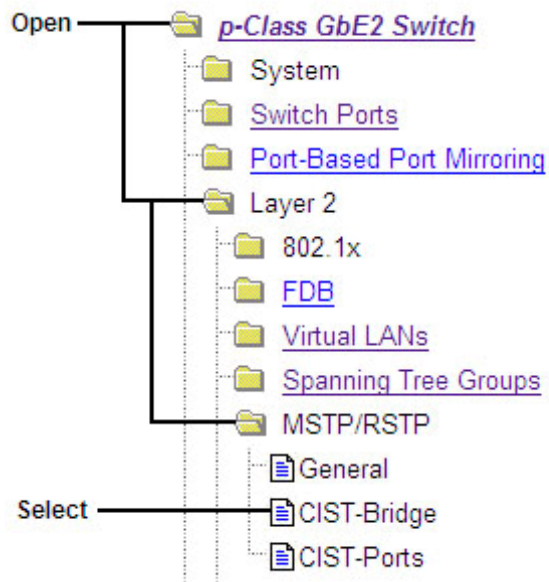 Open p-Class GbE2 Switch
System
Switch Ports
Port-Based Port Mirroring
Layer 2
802.1x
FDB
Virtual LANs
Spanning Tree Groups
MSTP/RSTP
General
Select CIST-Bridge
CIST-Ports